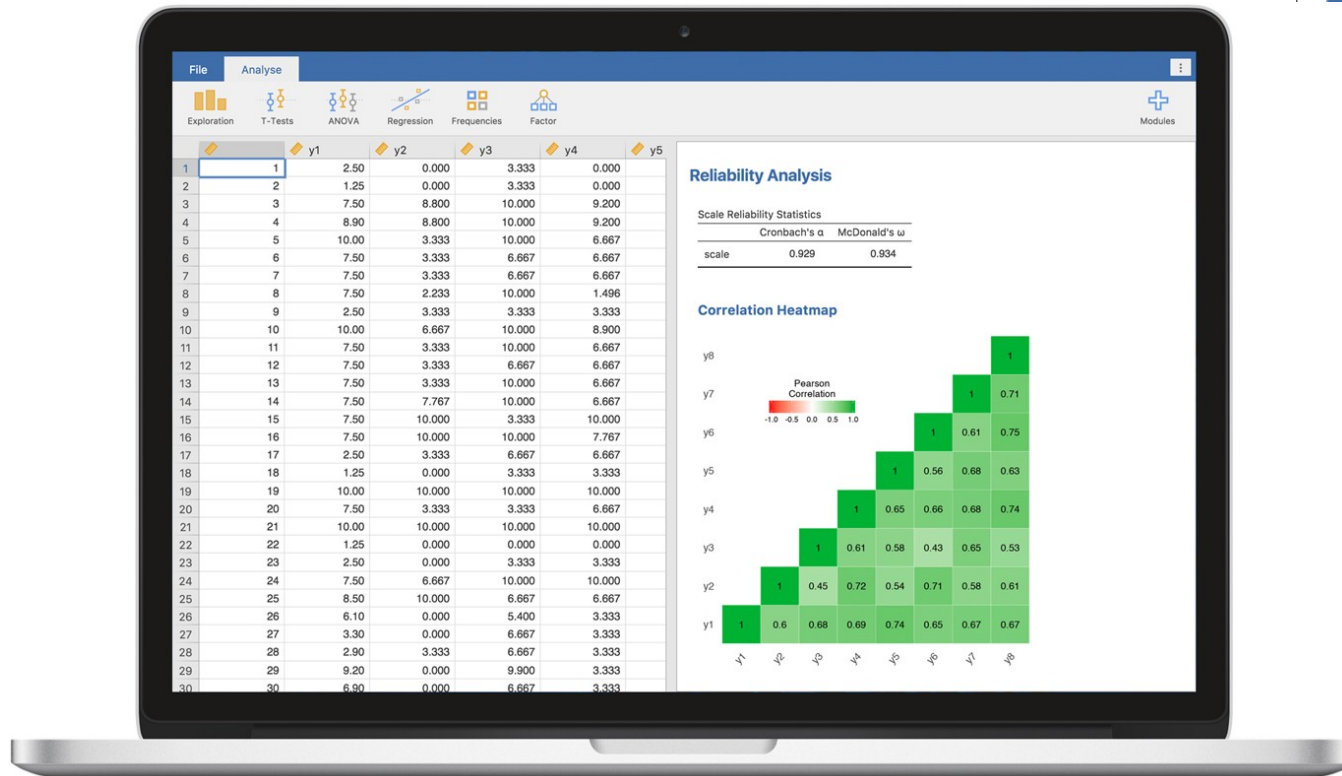 File Analyse
Exploration T-Tests ANOVA Regression Frequencies Factor Modules
y1 y2 y3 y4 y5
1 1 2.50 0.000 3.333 0.000
2 2 1.25 0.000 3.333 0.000
3 3 7.50 8.800 10.000 9.200
4 4 8.90 8.800 10.000 9.200
5 5 10.00 3.333 10.000 6.667
6 6 7.50 3.333 6.667 6.667
7 7 7.50 3.333 6.667 6.667
8 8 7.50 2.233 10.000 1.496
9 9 2.50 3.333 3.333 3.333
10 10 10.00 6.667 10.000 8.900
11 11 7.50 3.333 10.000 6.667
12 12 7.50 3.333 6.667 6.667
13 13 7.50 3.333 10.000 6.667
14 14 7.50 7.767 10.000 6.667
15 15 7.50 10.000 3.333 10.000
16 16 7.50 10.000 10.000 7.767
17 17 2.50 3.333 6.667 6.667
18 18 1.25 0.000 3.333 3.333
19 19 10.00 10.000 10.000 10.000
20 20 7.50 3.333 3.333 6.667
21 21 10.00 10.000 10.000 10.000
22 22 1.25 0.000 0.000 0.000
23 23 2.50 0.000 3.333 3.333
24 24 7.50 6.667 10.000 10.000
25 25 8.50 10.000 6.667 6.667
26 26 6.10 0.000 5.400 3.333
27 27 3.30 0.000 6.667 3.333
28 28 2.90 3.333 6.667 3.333
29 29 9.20 0.000 9.900 3.333
30 30 6.90 0.000 6.667 3.333
Reliability Analysis
Scale Reliability Statistics
Cronbach's α McDonald's ω
scale 0.929 0.934
Correlation Heatmap
y8 1
Pearson
Correlation
-1.0 -0.5 0.0 0.5 1.0
y7 1 0.71
y6 1 0.61 0.75
y5 1 0.56 0.68 0.63
y4 1 0.65 0.66 0.68 0.74
y3 1 0.61 0.58 0.43 0.65 0.53
y2 1 0.45 0.72 0.54 0.71 0.58 0.61
y1 1 0.6 0.68 0.69 0.74 0.65 0.67 0.67
y1 y2 y3 y4 y5 y6 y7 y8